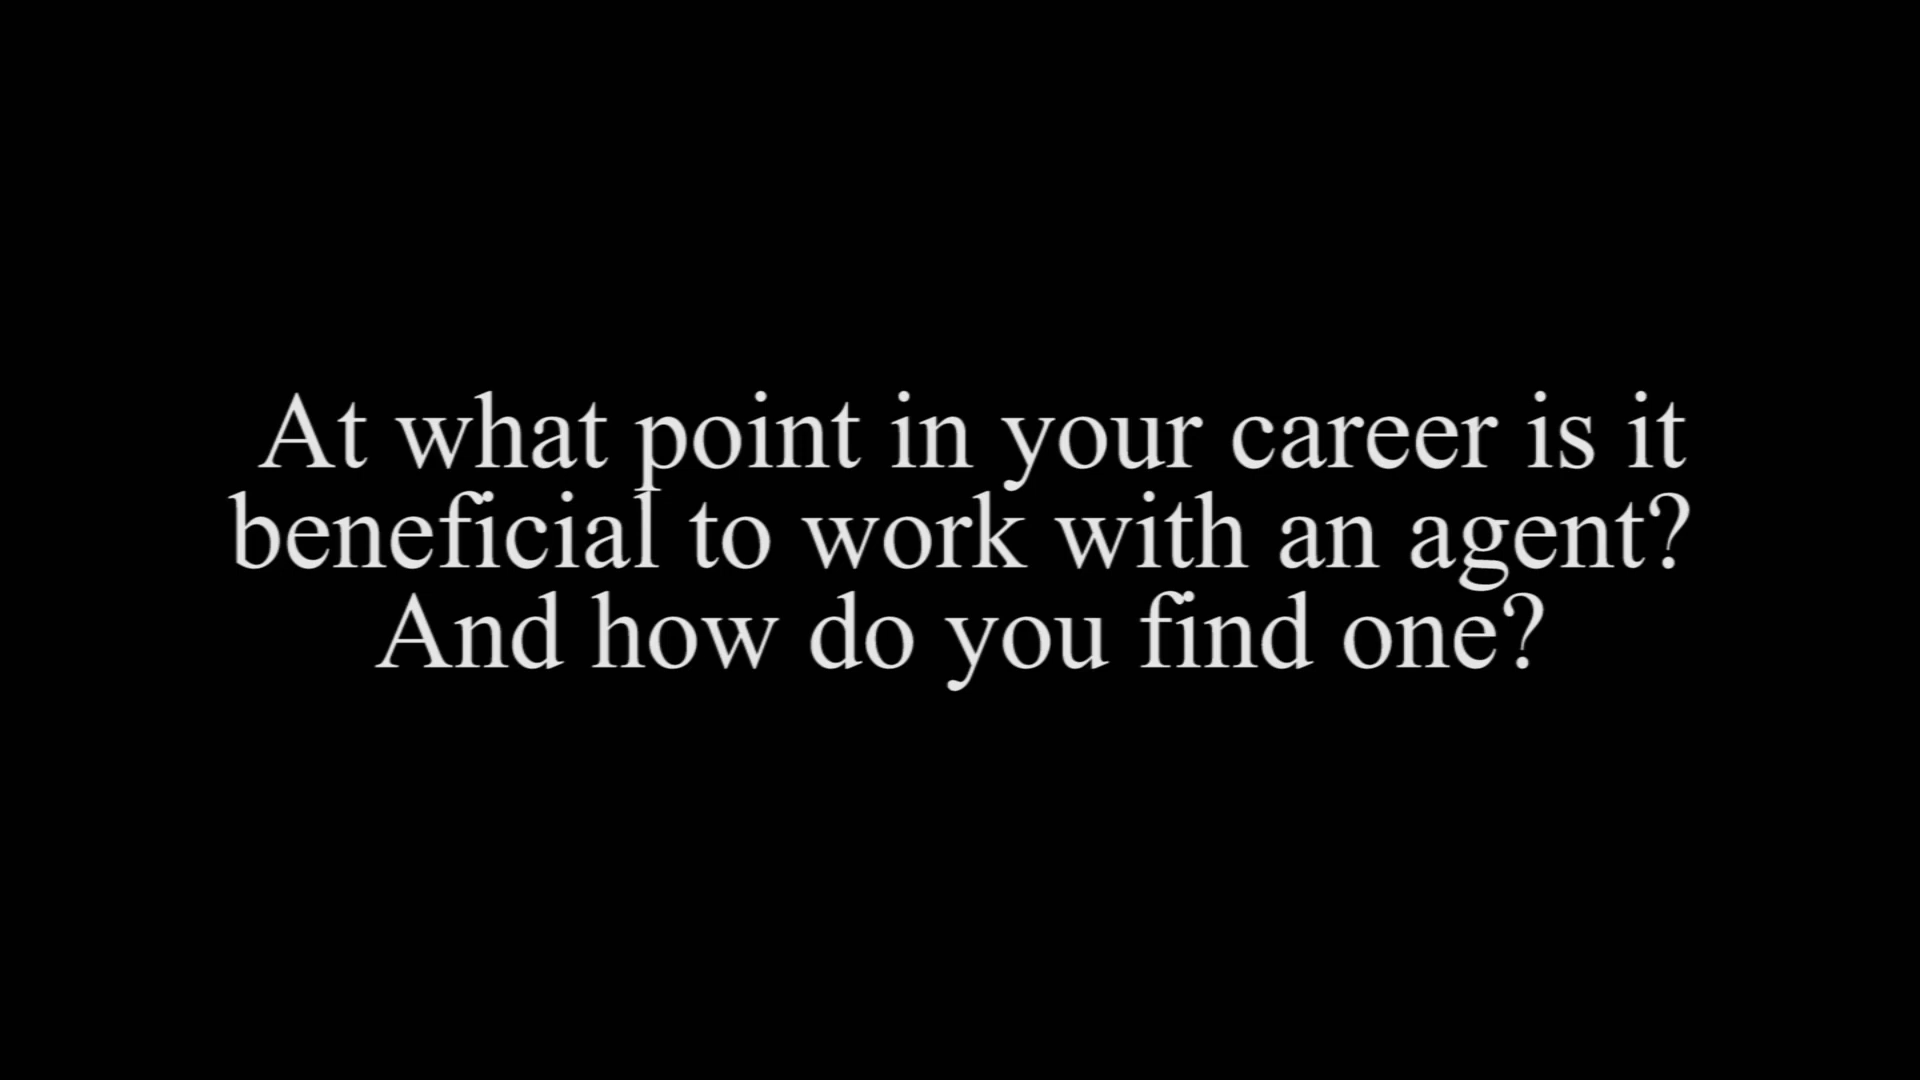 At what point in your career is it
beneficial to work with an agent?
And how do you find one?